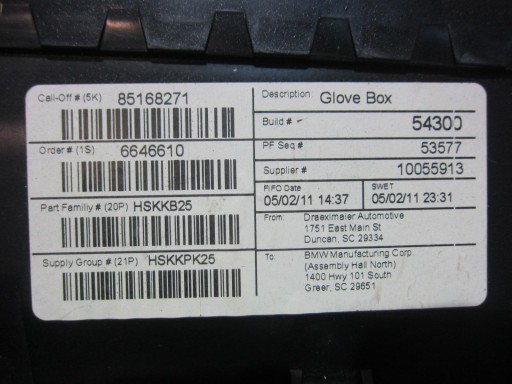 Call-Off # (5K) 85168271
Order # (1S) 6646610
Part Family # (20P) HSKKB25
Supply Group # (21P) HSKKPK25
Description: Glove Box
Build # 54300
PF Seq # 53577
Supplier # 10055913
FIFO Date
05/02/11 14:37
SWET
05/02/11 23:31
From: Draexlmaier Automotive
1751 East Main St
Duncan, SC 29334
To: BMW Manufacturing Corp.
(Assembly Hall North)
1400 Hwy 101 South
Greer, SC 29651